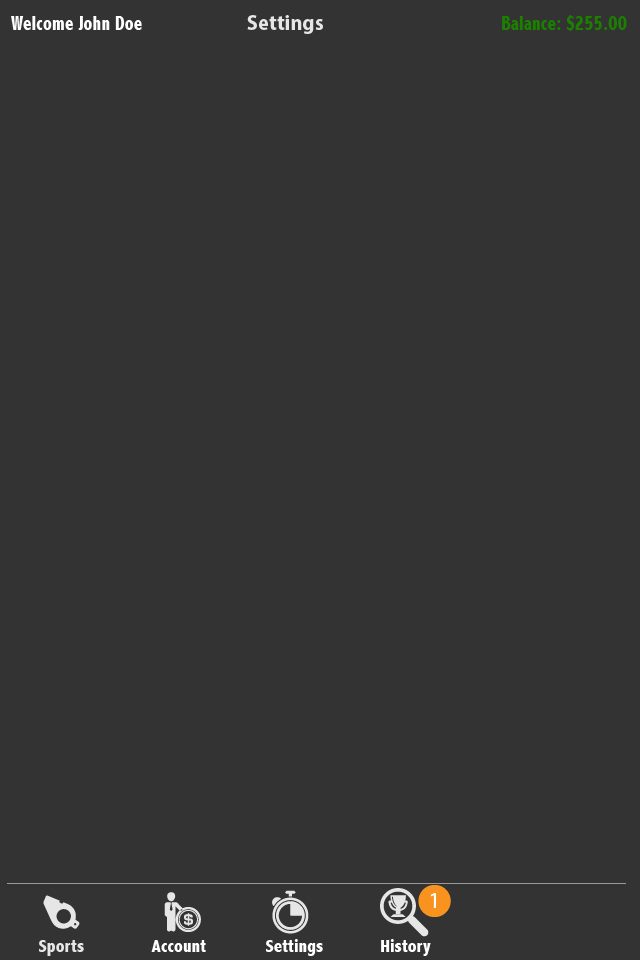 Welcome John Doe
Settings
Balance: $255.00
1
$
Sports
Account
Settings
History